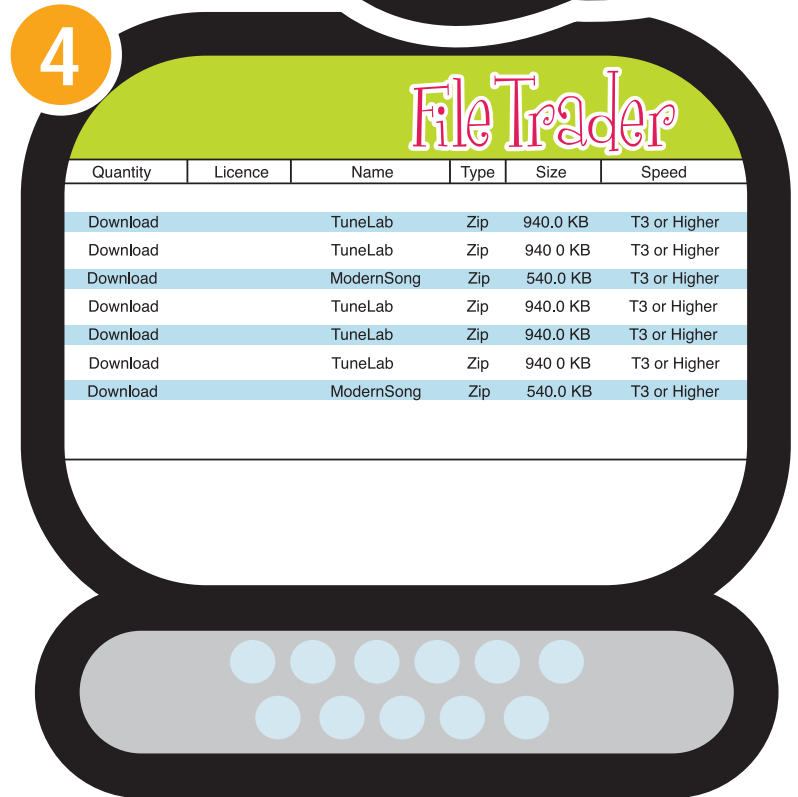 4
File Trader
Quantity Licence Name Type Size Speed
Download TuneLab Zip 940.0 KB T3 or Higher
Download TuneLab Zip 940 0 KB T3 or Higher
Download ModernSong Zip 540.0 KB T3 or Higher
Download TuneLab Zip 940.0 KB T3 or Higher
Download TuneLab Zip 940.0 KB T3 or Higher
Download TuneLab Zip 940 0 KB T3 or Higher
Download ModernSong Zip 540.0 KB T3 or Higher